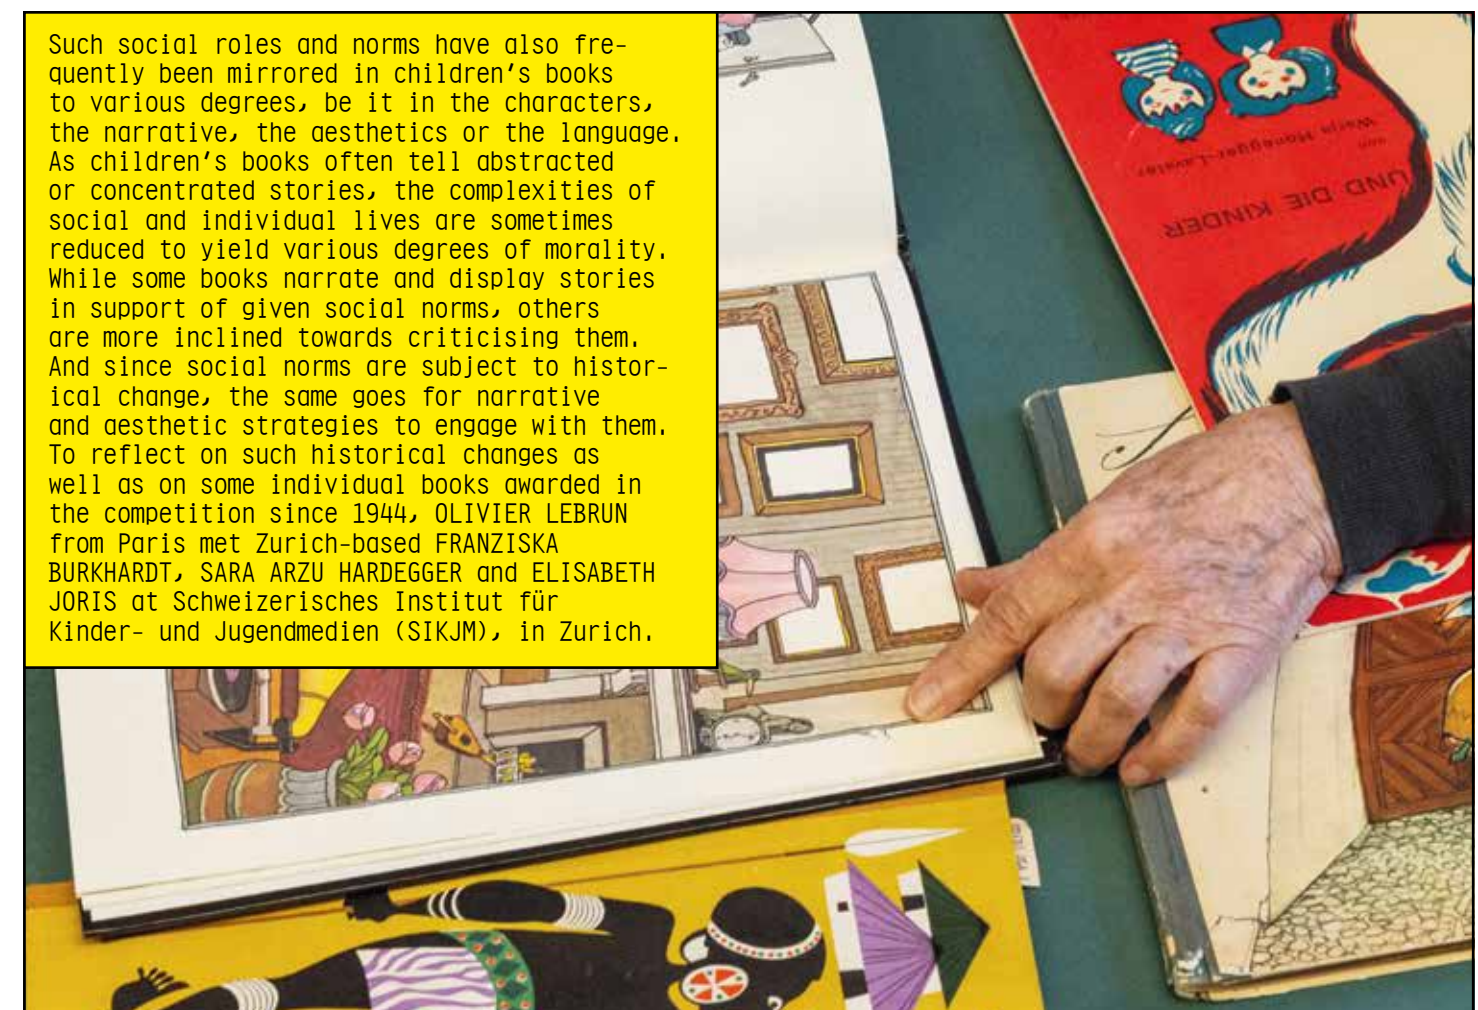 Such social roles and norms have also fre-
quently been mirrored in children's books
to various degrees, be it in the characters,
the narrative, the aesthetics or the language.
As children's books often tell abstracted
or concentrated stories, the complexities of
social and individual lives are sometimes
reduced to yield various degrees of morality.
While some books narrate and display stories
in support of given social norms, others
are more inclined towards criticising them.
And since social norms are subject to histor-
ical change, the same goes for narrative
and aesthetic strategies to engage with them.
To reflect on such historical changes as
well as on some individual books awarded in
the competition since 1944, OLIVIER LEBRUN
from Paris met Zurich-based FRANZISKA
BURKHARDT, SARA ARZU HARDEGGER and ELISABETH
JORIS at Schweizerisches Institut für
Kinder- und Jugendmedien (SIKJM), in Zurich.
UND DIE KINDER
von
Warja Honegger-Lavater